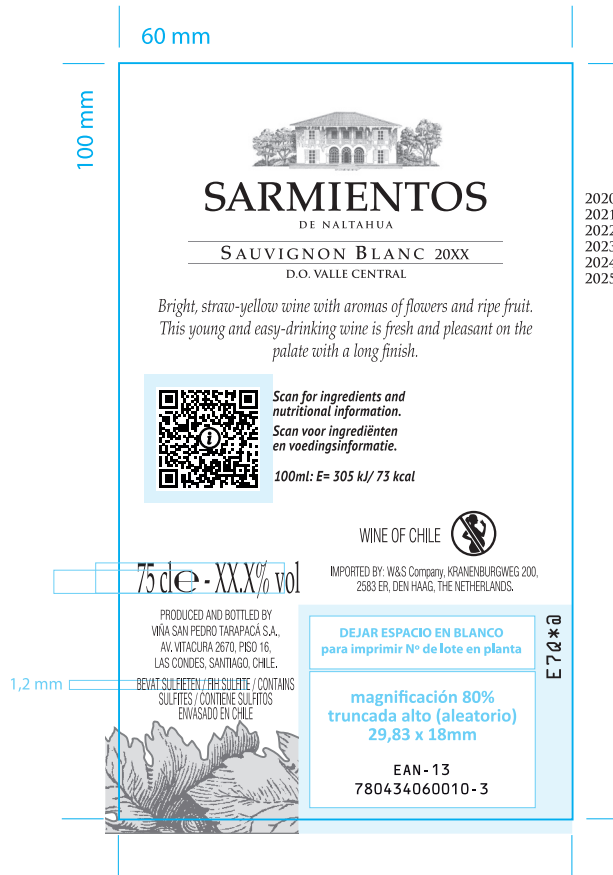 60 mm
100 mm
SARMIENTOS
DE NALTAHUA
SAUVIGNON BLANC 20XX
D.O. VALLE CENTRAL
2020
2021
2022
2023
2024
2025
Bright, straw-yellow wine with aromas of flowers and ripe fruit.
This young and easy-drinking wine is fresh and pleasant on the
palate with a long finish.
Scan for ingredients and
nutritional information.
Scan voor ingrediënten
en voedingsinformatie.
100ml: E= 305 kJ/ 73 kcal
WINE OF CHILE
75 cl e - XX.X% vol
IMPORTED BY: W&S Company, KRANENBURGWEG 200,
2583 ER, DEN HAAG, THE NETHERLANDS.
PRODUCED AND BOTTLED BY
VIÑA SAN PEDRO TARAPACÁ S.A.,
AV. VITACURA 2670, PISO 16,
LAS CONDES, SANTIAGO, CHILE.
1,2 mm
BEVAT SULFIETEN / FIH SULFITE / CONTAINS
SULFITES / CONTIENE SULFITOS
ENVASADO EN CHILE
DEJAR ESPACIO EN BLANCO
para imprimir Nº de lote en planta
magnificación 80%
truncada alto (aleatorio)
29,83 x 18mm
EAN-13
780434060010-3